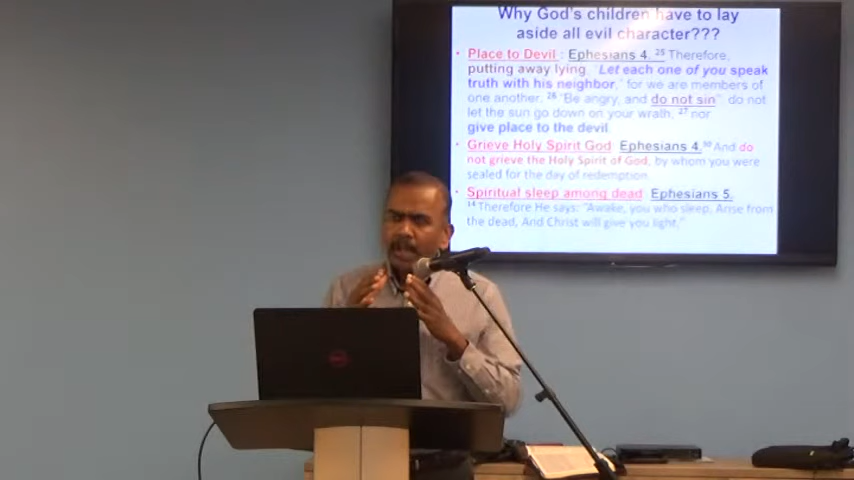 Why God's children have to lay
aside all evil character???
• Place to Devil : Ephesians 4. 25 Therefore,
putting away lying, "Let each one of you speak
truth with his neighbor," for we are members of
one another. 26 "Be angry, and do not sin" do not
let the sun go down on your wrath, 27 nor
give place to the devil.
• Grieve Holy Spirit God Ephesians 4. 30 And do
not grieve the Holy Spirit of God, by whom you were
sealed for the day of redemption.
• Spiritual sleep among dead Ephesians 5.
14 Therefore He says: "Awake, you who sleep, Arise from
the dead, And Christ will give you light."